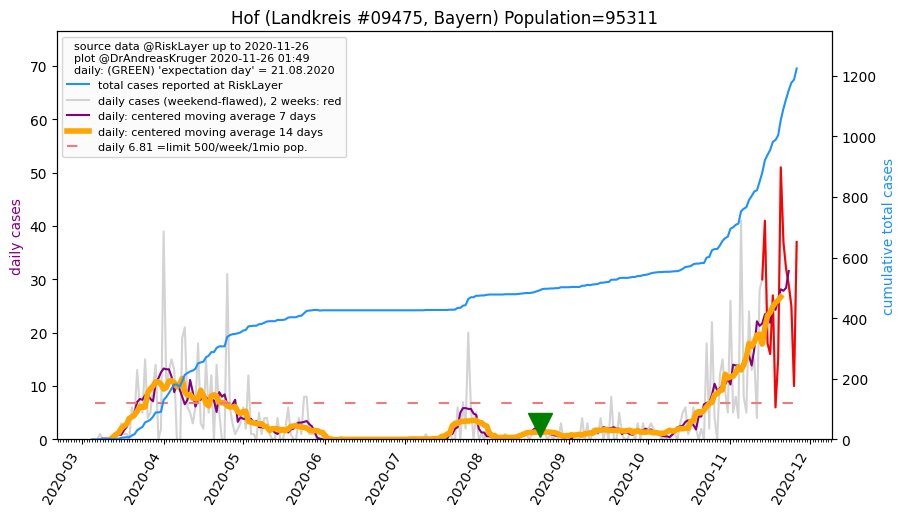 Hof (Landkreis #09475, Bayern) Population=95311
source data @RiskLayer up to 2020-11-26
plot @DrAndreasKruger 2020-11-26 01:49
daily: (GREEN) 'expectation day' = 21.08.2020
total cases reported at RiskLayer
daily cases (weekend-flawed), 2 weeks: red
daily: centered moving average 7 days
daily: centered moving average 14 days
daily 6.81 =limit 500/week/1mio pop.
daily cases
70
60
50
40
30
20
10
0
cumulative total cases
1200
1000
800
600
400
200
0
2020-03
2020-04
2020-05
2020-06
2020-07
2020-08
2020-09
2020-10
2020-11
2020-12